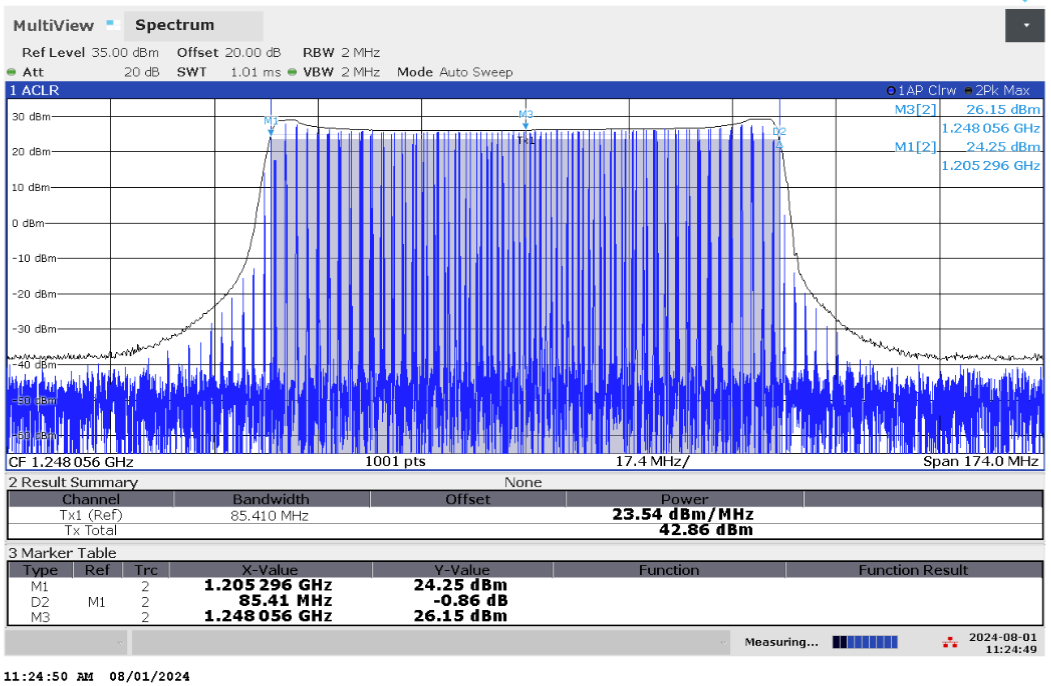 MultiView Spectrum
Ref Level 35.00 dBm Offset 20.00 dB RBW 2 MHz
Att 20 dB SWT 1.01 ms VBW 2 MHz Mode Auto Sweep
1 ACLR 1AP Clrw 2Pk Max
M3[2] 26.15 dBm
1.248 056 GHz
M1[2] 24.25 dBm
1.205 296 GHz
M1
M3
D2
Tx1
30 dBm
20 dBm
10 dBm
0 dBm
-10 dBm
-20 dBm
-30 dBm
-40 dBm
-50 dBm
-60 dBm
CF 1.248 056 GHz 1001 pts 17.4 MHz/ Span 174.0 MHz
2 Result Summary None
Channel Bandwidth Offset Power
Tx1 (Ref) 85.410 MHz 23.54 dBm/MHz
Tx Total 42.86 dBm
3 Marker Table
Type Ref Trc X-Value Y-Value Function Function Result
M1 2 1.205 296 GHz 24.25 dBm
D2 M1 2 85.41 MHz -0.86 dB
M3 2 1.248 056 GHz 26.15 dBm
Measuring... 2024-08-01
11:24:49
11:24:50 AM 08/01/2024